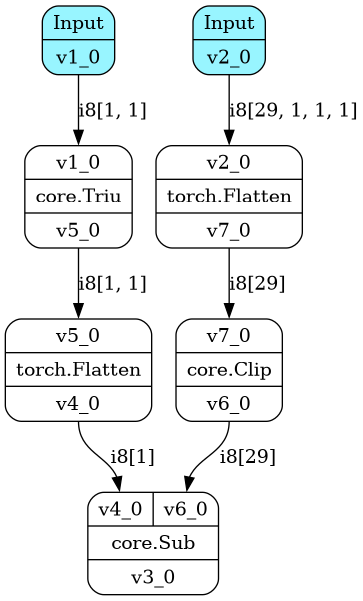 Input
v1_0
Input
v2_0
i8[1, 1]
i8[29, 1, 1, 1]
v1_0
core.Triu
v5_0
v2_0
torch.Flatten
v7_0
i8[1, 1]
i8[29]
v5_0
torch.Flatten
v4_0
v7_0
core.Clip
v6_0
i8[1]
i8[29]
v4_0 v6_0
core.Sub
v3_0